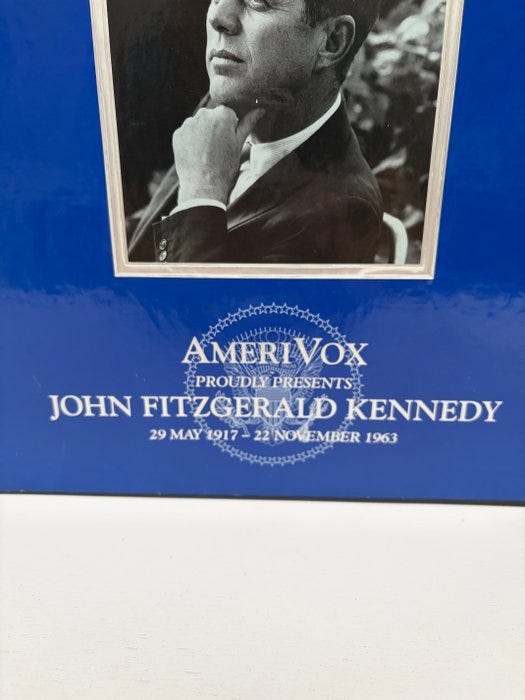 AMERIVOX
PROUDLY PRESENTS
JOHN FITZGERALD KENNEDY
29 MAY 1917 – 22 NOVEMBER 1963